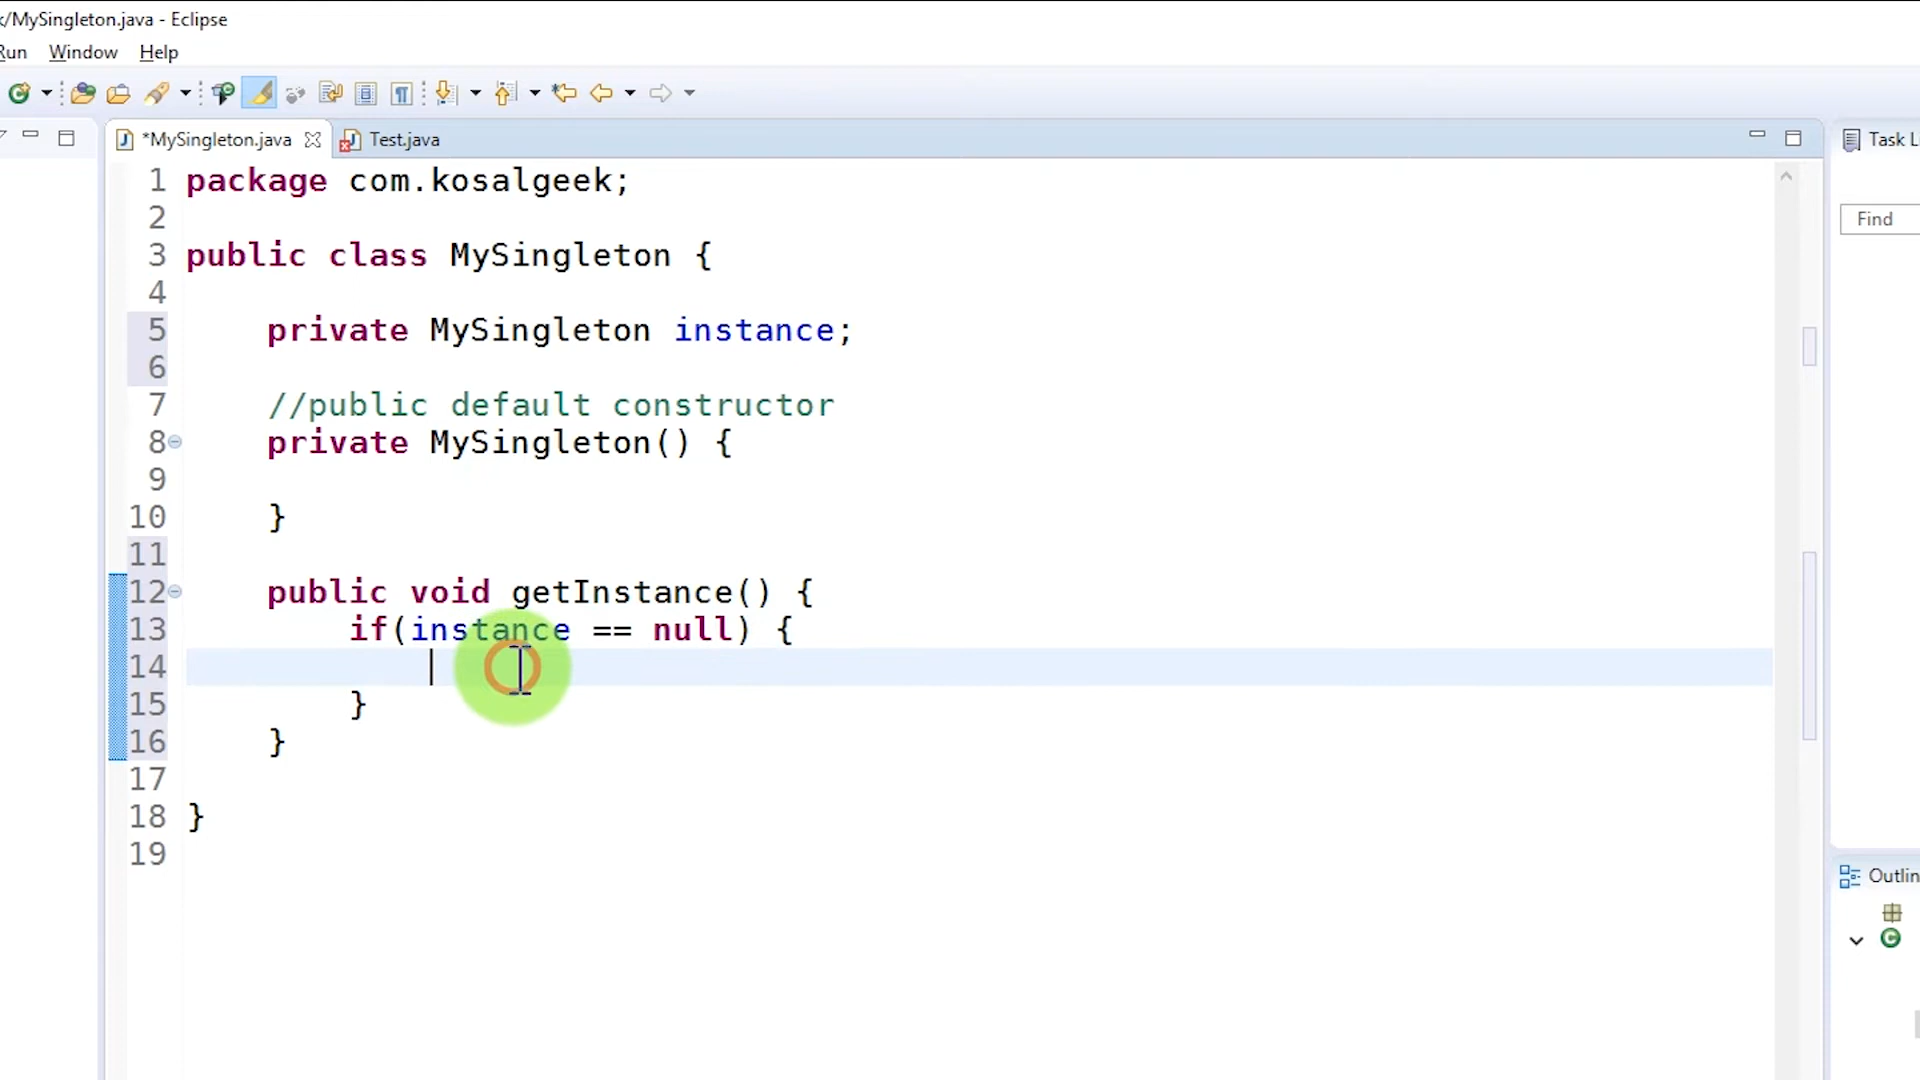 k/MySingleton.java - Eclipse
Run Window Help
*MySingleton.java
Test.java
Task Li
Find
1 package com.kosalgeek;
2
3 public class MySingleton {
4
5 private MySingleton instance;
6
7 //public default constructor
8 private MySingleton() {
9
10 }
11
12 public void getInstance() {
13 if(instance == null) {
14
15 }
16 }
17
18 }
19
Outlin